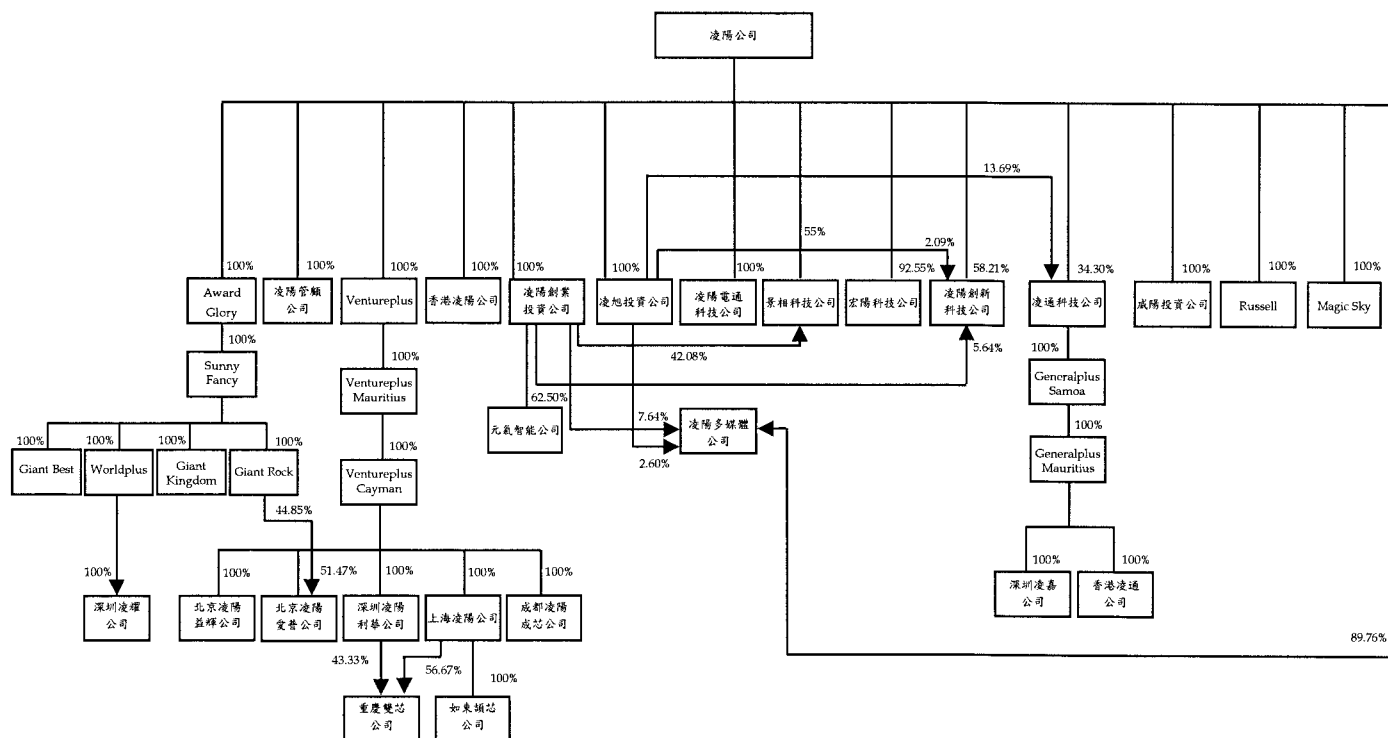 凌陽公司
13.69%
55%
2.09%
100%
100%
100%
100%
100%
100%
100%
92.55%
58.21%
34.30%
100%
100%
100%
Award
Glory
凌陽管顧
公司
Ventureplus
香港凌陽公司
凌陽創業
投資公司
凌旭投資公司
凌陽電通
科技公司
景相科技公司
宏陽科技公司
凌陽創新
科技公司
凌通科技公司
威陽投資公司
Russell
Magic Sky
100%
100%
42.08%
5.64%
100%
Sunny
Fancy
Ventureplus
Mauritius
Generalplus
Samoa
62.50%
7.64%
元氣智能公司
凌陽多媒體
公司
2.60%
100%
100%
100%
100%
100%
100%
Giant Best
Worldplus
Giant
Kingdom
Giant Rock
Ventureplus
Cayman
Generalplus
Mauritius
44.85%
100%
100%
51.47%
100%
100%
100%
100%
100%
深圳凌耀
公司
北京凌陽
益輝公司
北京凌陽
愛普公司
深圳凌陽
利華公司
上海凌陽公司
成都凌陽
成芯公司
深圳凌嘉
公司
香港凌通
公司
89.76%
43.33%
56.67%
100%
重慶雙芯
公司
如東頡芯
公司